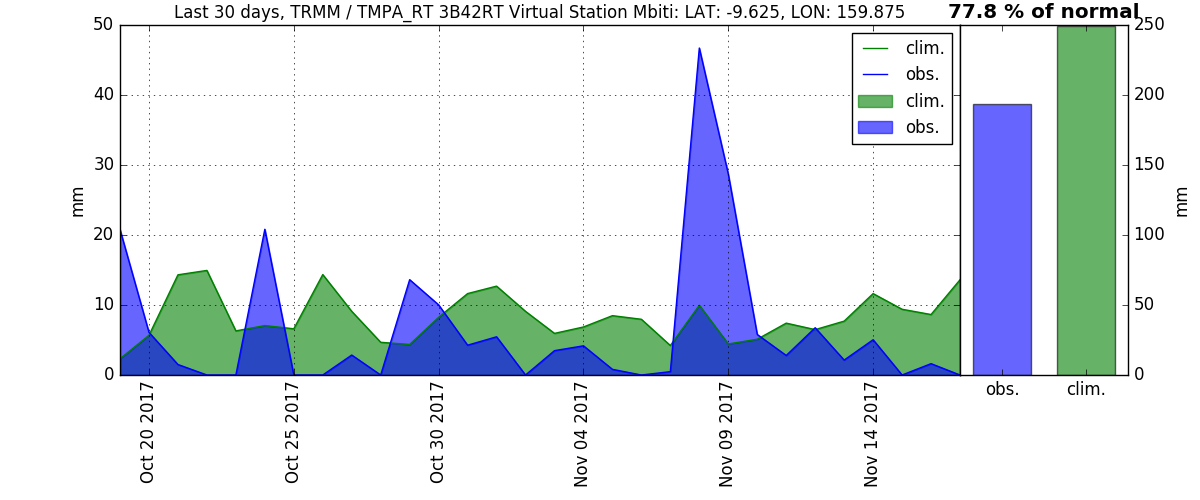 Last 30 days, TRMM / TMPA_RT 3B42RT Virtual Station Mbiti: LAT: -9.625, LON: 159.875
77.8 % of normal
50
40
30
20
10
0
mm
clim.
obs.
clim.
obs.
250
200
150
100
50
0
mm
obs.
clim.
Oct 20 2017
Oct 25 2017
Oct 30 2017
Nov 04 2017
Nov 09 2017
Nov 14 2017